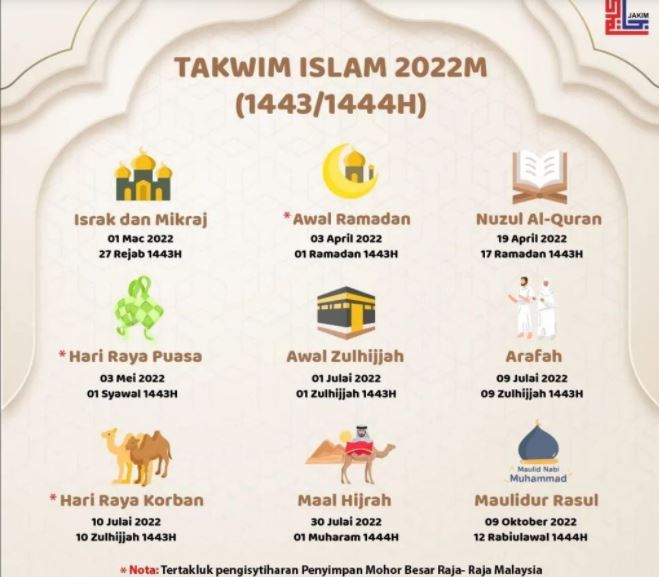 JAKIM
TAKWIM ISLAM 2022M
(1443/1444H)
Israk dan Mikraj
01 Mac 2022
27 Rejab 1443H
* Awal Ramadan
03 April 2022
01 Ramadan 1443H
Nuzul Al-Quran
19 April 2022
17 Ramadan 1443H
* Hari Raya Puasa
03 Mei 2022
01 Syawal 1443H
Awal Zulhijjah
01 Julai 2022
01 Zulhijjah 1443H
Arafah
09 Julai 2022
09 Zulhijjah 1443H
* Hari Raya Korban
10 Julai 2022
10 Zulhijjah 1443H
Maal Hijrah
30 Julai 2022
01 Muharam 1444H
Maulid Nabi
Muhammad
Maulidur Rasul
09 Oktober 2022
12 Rabiulawal 1444H
* Nota: Tertakluk pengisytiharan Penyimpan Mohor Besar Raja- Raja Malaysia